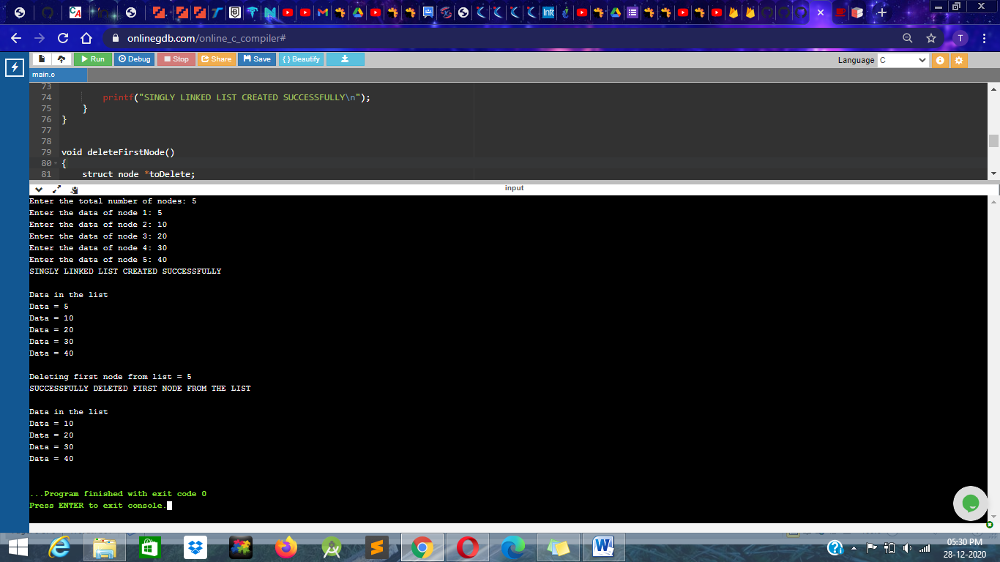 onlinegdb.com/online_c_compiler#
T
Run
Debug
Stop
Share
Save
{ } Beautify
Language C
main.c
73
74 printf("SINGLY LINKED LIST CREATED SUCCESSFULLY\n");
75 }
76 }
77
78
79 void deleteFirstNode()
80 {
81 struct node *toDelete;
input
Enter the total number of nodes: 5
Enter the data of node 1: 5
Enter the data of node 2: 10
Enter the data of node 3: 20
Enter the data of node 4: 30
Enter the data of node 5: 40
SINGLY LINKED LIST CREATED SUCCESSFULLY
Data in the list
Data = 5
Data = 10
Data = 20
Data = 30
Data = 40
Deleting first node from list = 5
SUCCESSFULLY DELETED FIRST NODE FROM THE LIST
Data in the list
Data = 10
Data = 20
Data = 30
Data = 40
...Program finished with exit code 0
Press ENTER to exit console.
05:30 PM
28-12-2020